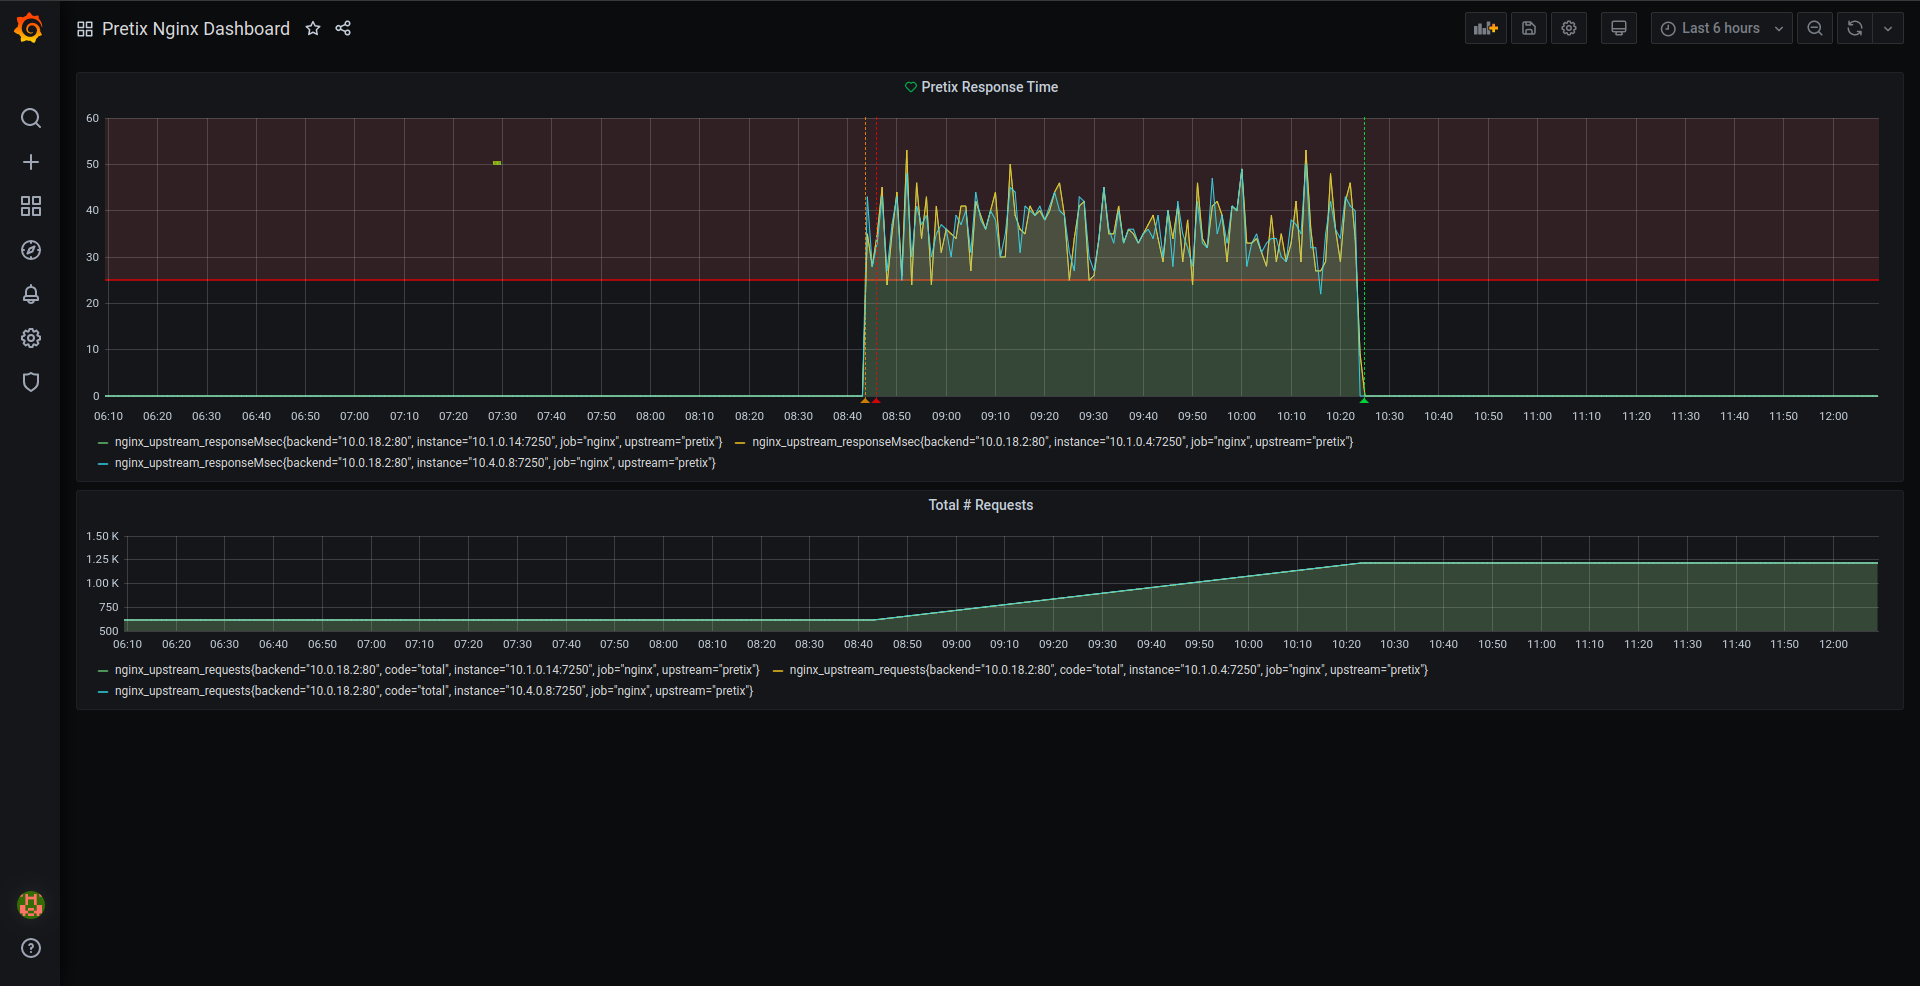 Pretix Nginx Dashboard
Last 6 hours
Pretix Response Time
60
50
40
30
20
10
0
06:10 06:20 06:30 06:40 06:50 07:00 07:10 07:20 07:30 07:40 07:50 08:00 08:10 08:20 08:30 08:40 08:50 09:00 09:10 09:20 09:30 09:40 09:50 10:00 10:10 10:20 10:30 10:40 10:50 11:00 11:10 11:20 11:30 11:40 11:50 12:00
nginx_upstream_responseMsec{backend="10.0.18.2:80", instance="10.1.0.14:7250", job="nginx", upstream="pretix"} nginx_upstream_responseMsec{backend="10.0.18.2:80", instance="10.1.0.4:7250", job="nginx", upstream="pretix"}
nginx_upstream_responseMsec{backend="10.0.18.2:80", instance="10.4.0.8:7250", job="nginx", upstream="pretix"}
Total # Requests
1.50 K
1.25 K
1.00 K
750
500
06:10 06:20 06:30 06:40 06:50 07:00 07:10 07:20 07:30 07:40 07:50 08:00 08:10 08:20 08:30 08:40 08:50 09:00 09:10 09:20 09:30 09:40 09:50 10:00 10:10 10:20 10:30 10:40 10:50 11:00 11:10 11:20 11:30 11:40 11:50 12:00
nginx_upstream_requests{backend="10.0.18.2:80", code="total", instance="10.1.0.14:7250", job="nginx", upstream="pretix"} nginx_upstream_requests{backend="10.0.18.2:80", code="total", instance="10.1.0.4:7250", job="nginx", upstream="pretix"}
nginx_upstream_requests{backend="10.0.18.2:80", code="total", instance="10.4.0.8:7250", job="nginx", upstream="pretix"}